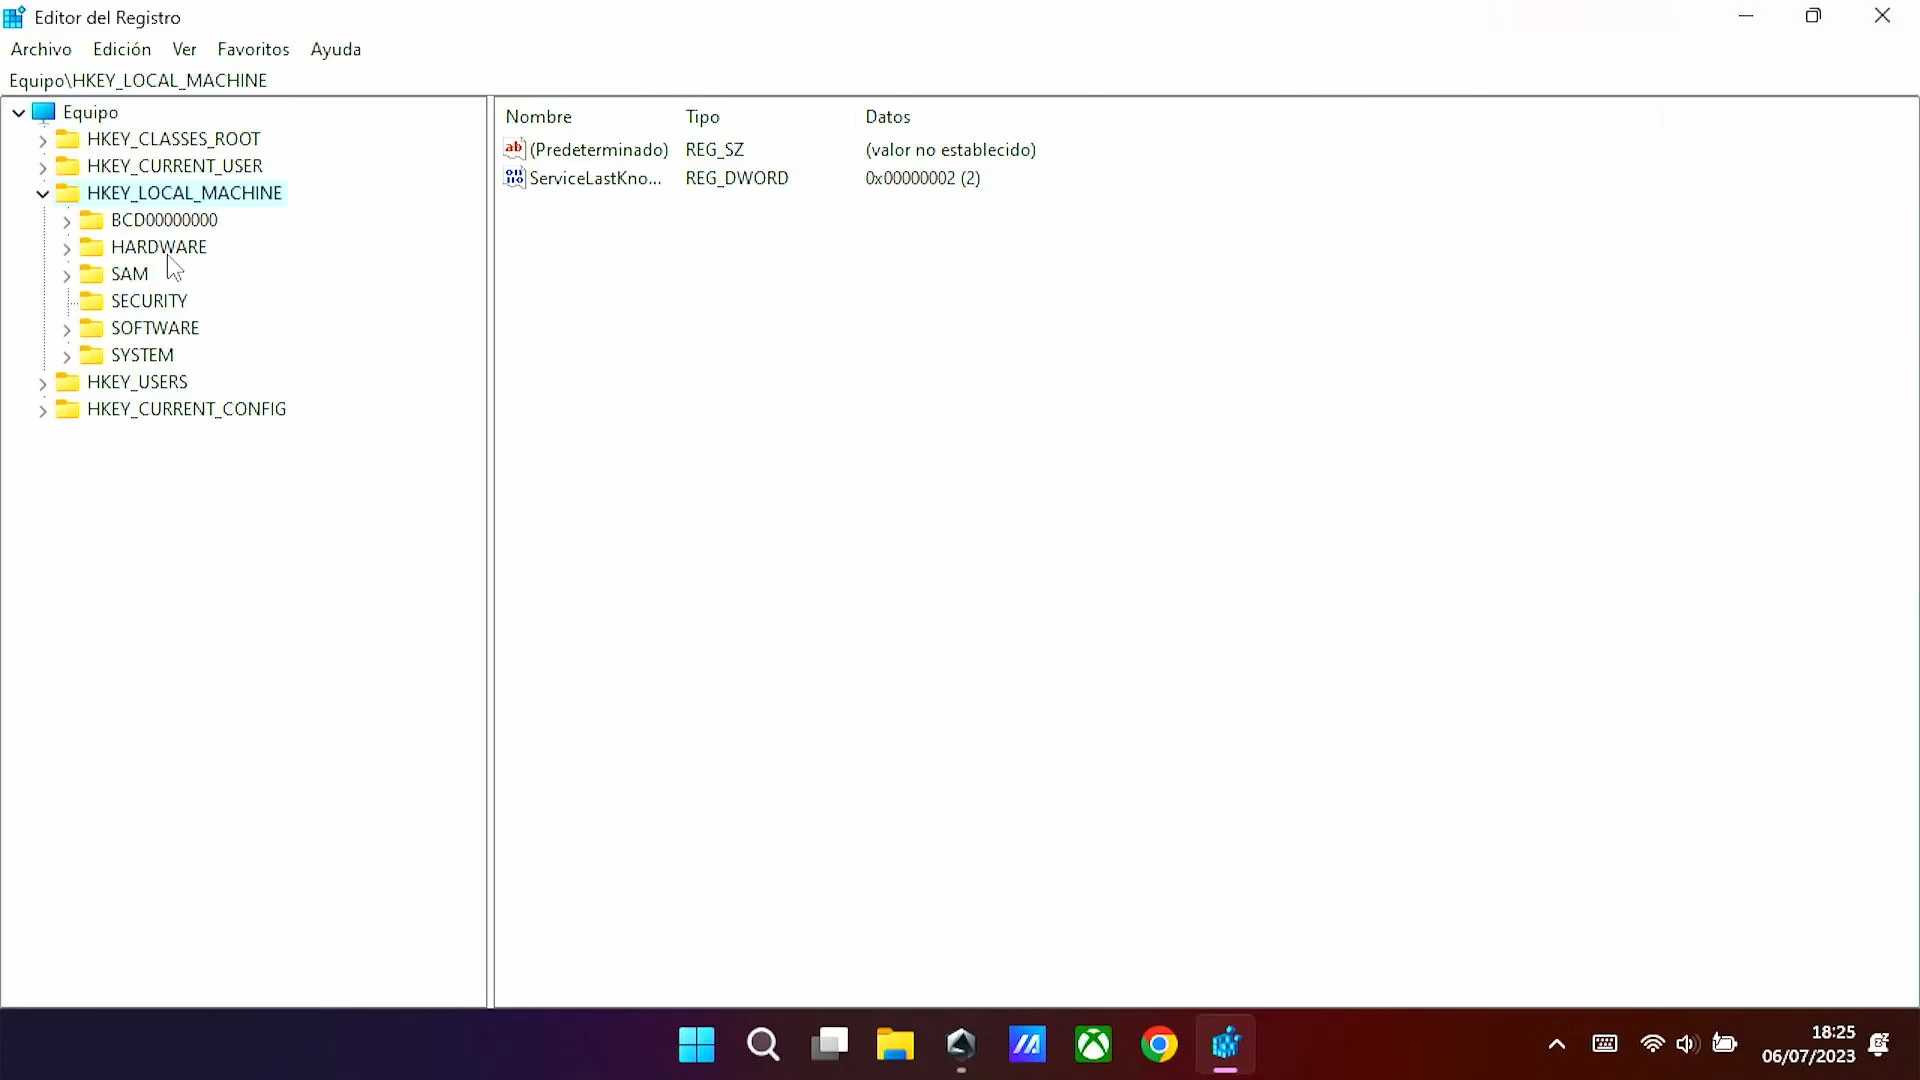 Editor del Registro
Archivo Edición Ver Favoritos Ayuda
Equipo\HKEY_LOCAL_MACHINE
Equipo
HKEY_CLASSES_ROOT
HKEY_CURRENT_USER
HKEY_LOCAL_MACHINE
BCD00000000
HARDWARE
SAM
SECURITY
SOFTWARE
SYSTEM
HKEY_USERS
HKEY_CURRENT_CONFIG
Nombre Tipo Datos
(Predeterminado) REG_SZ (valor no establecido)
ServiceLastKno... REG_DWORD 0x00000002 (2)
18:25
06/07/2023